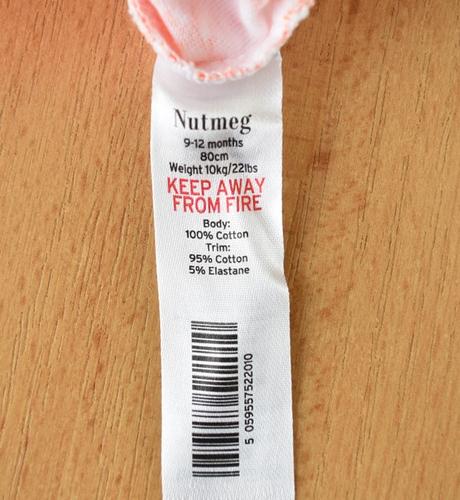 Nutmeg
9-12 months
80cm
Weight 10kg/22lbs
KEEP AWAY
FROM FIRE
Body:
100% Cotton
Trim:
95% Cotton
5% Elastane
5 059557522010